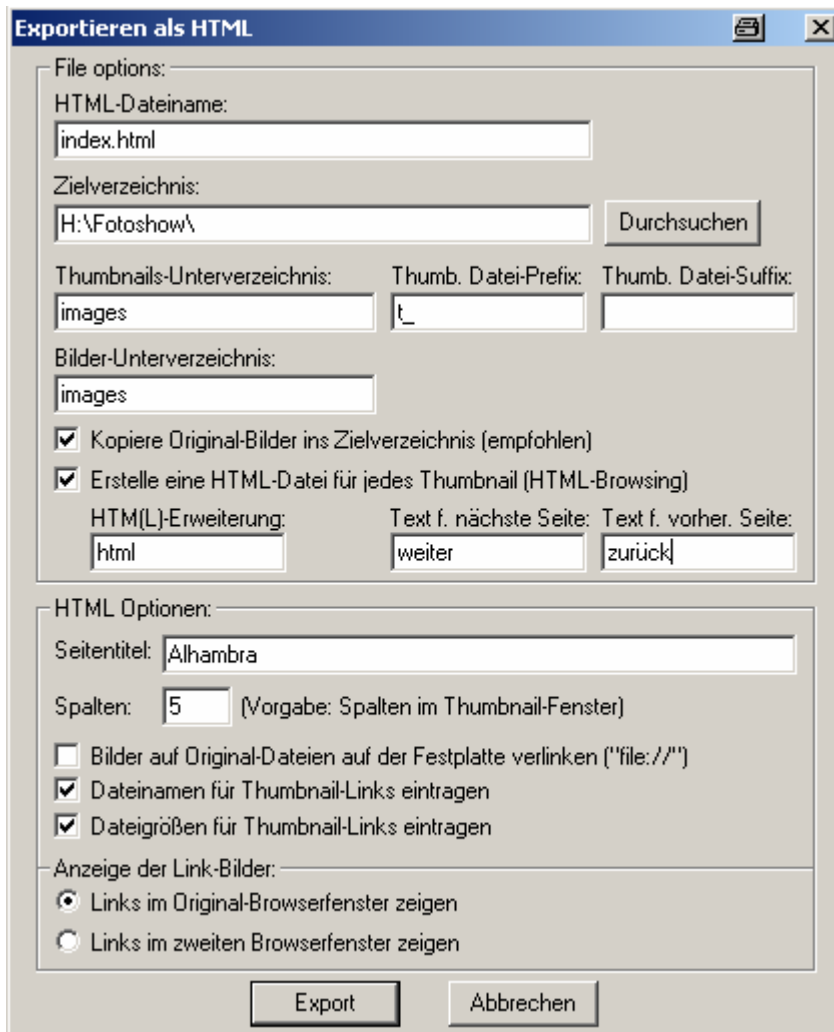 Exportieren als HTML
File options:
HTML-Dateiname:
index.html
Zielverzeichnis:
H:\Fotoshow\
Durchsuchen
Thumbnails-Unterverzeichnis: Thumb. Datei-Prefix: Thumb. Datei-Suffix:
images t_
Bilder-Unterverzeichnis:
images
Kopiere Original-Bilder ins Zielverzeichnis (empfohlen)
Erstelle eine HTML-Datei für jedes Thumbnail (HTML-Browsing)
HTM(L)-Erweiterung: Text f. nächste Seite: Text f. vorher. Seite:
html weiter zurück
HTML Optionen:
Seitentitel: Alhambra
Spalten: 5 (Vorgabe: Spalten im Thumbnail-Fenster)
Bilder auf Original-Dateien auf der Festplatte verlinken ("file://")
Dateinamen für Thumbnail-Links eintragen
Dateigrößen für Thumbnail-Links eintragen
Anzeige der Link-Bilder:
Links im Original-Browserfenster zeigen
Links im zweiten Browserfenster zeigen
Export Abbrechen